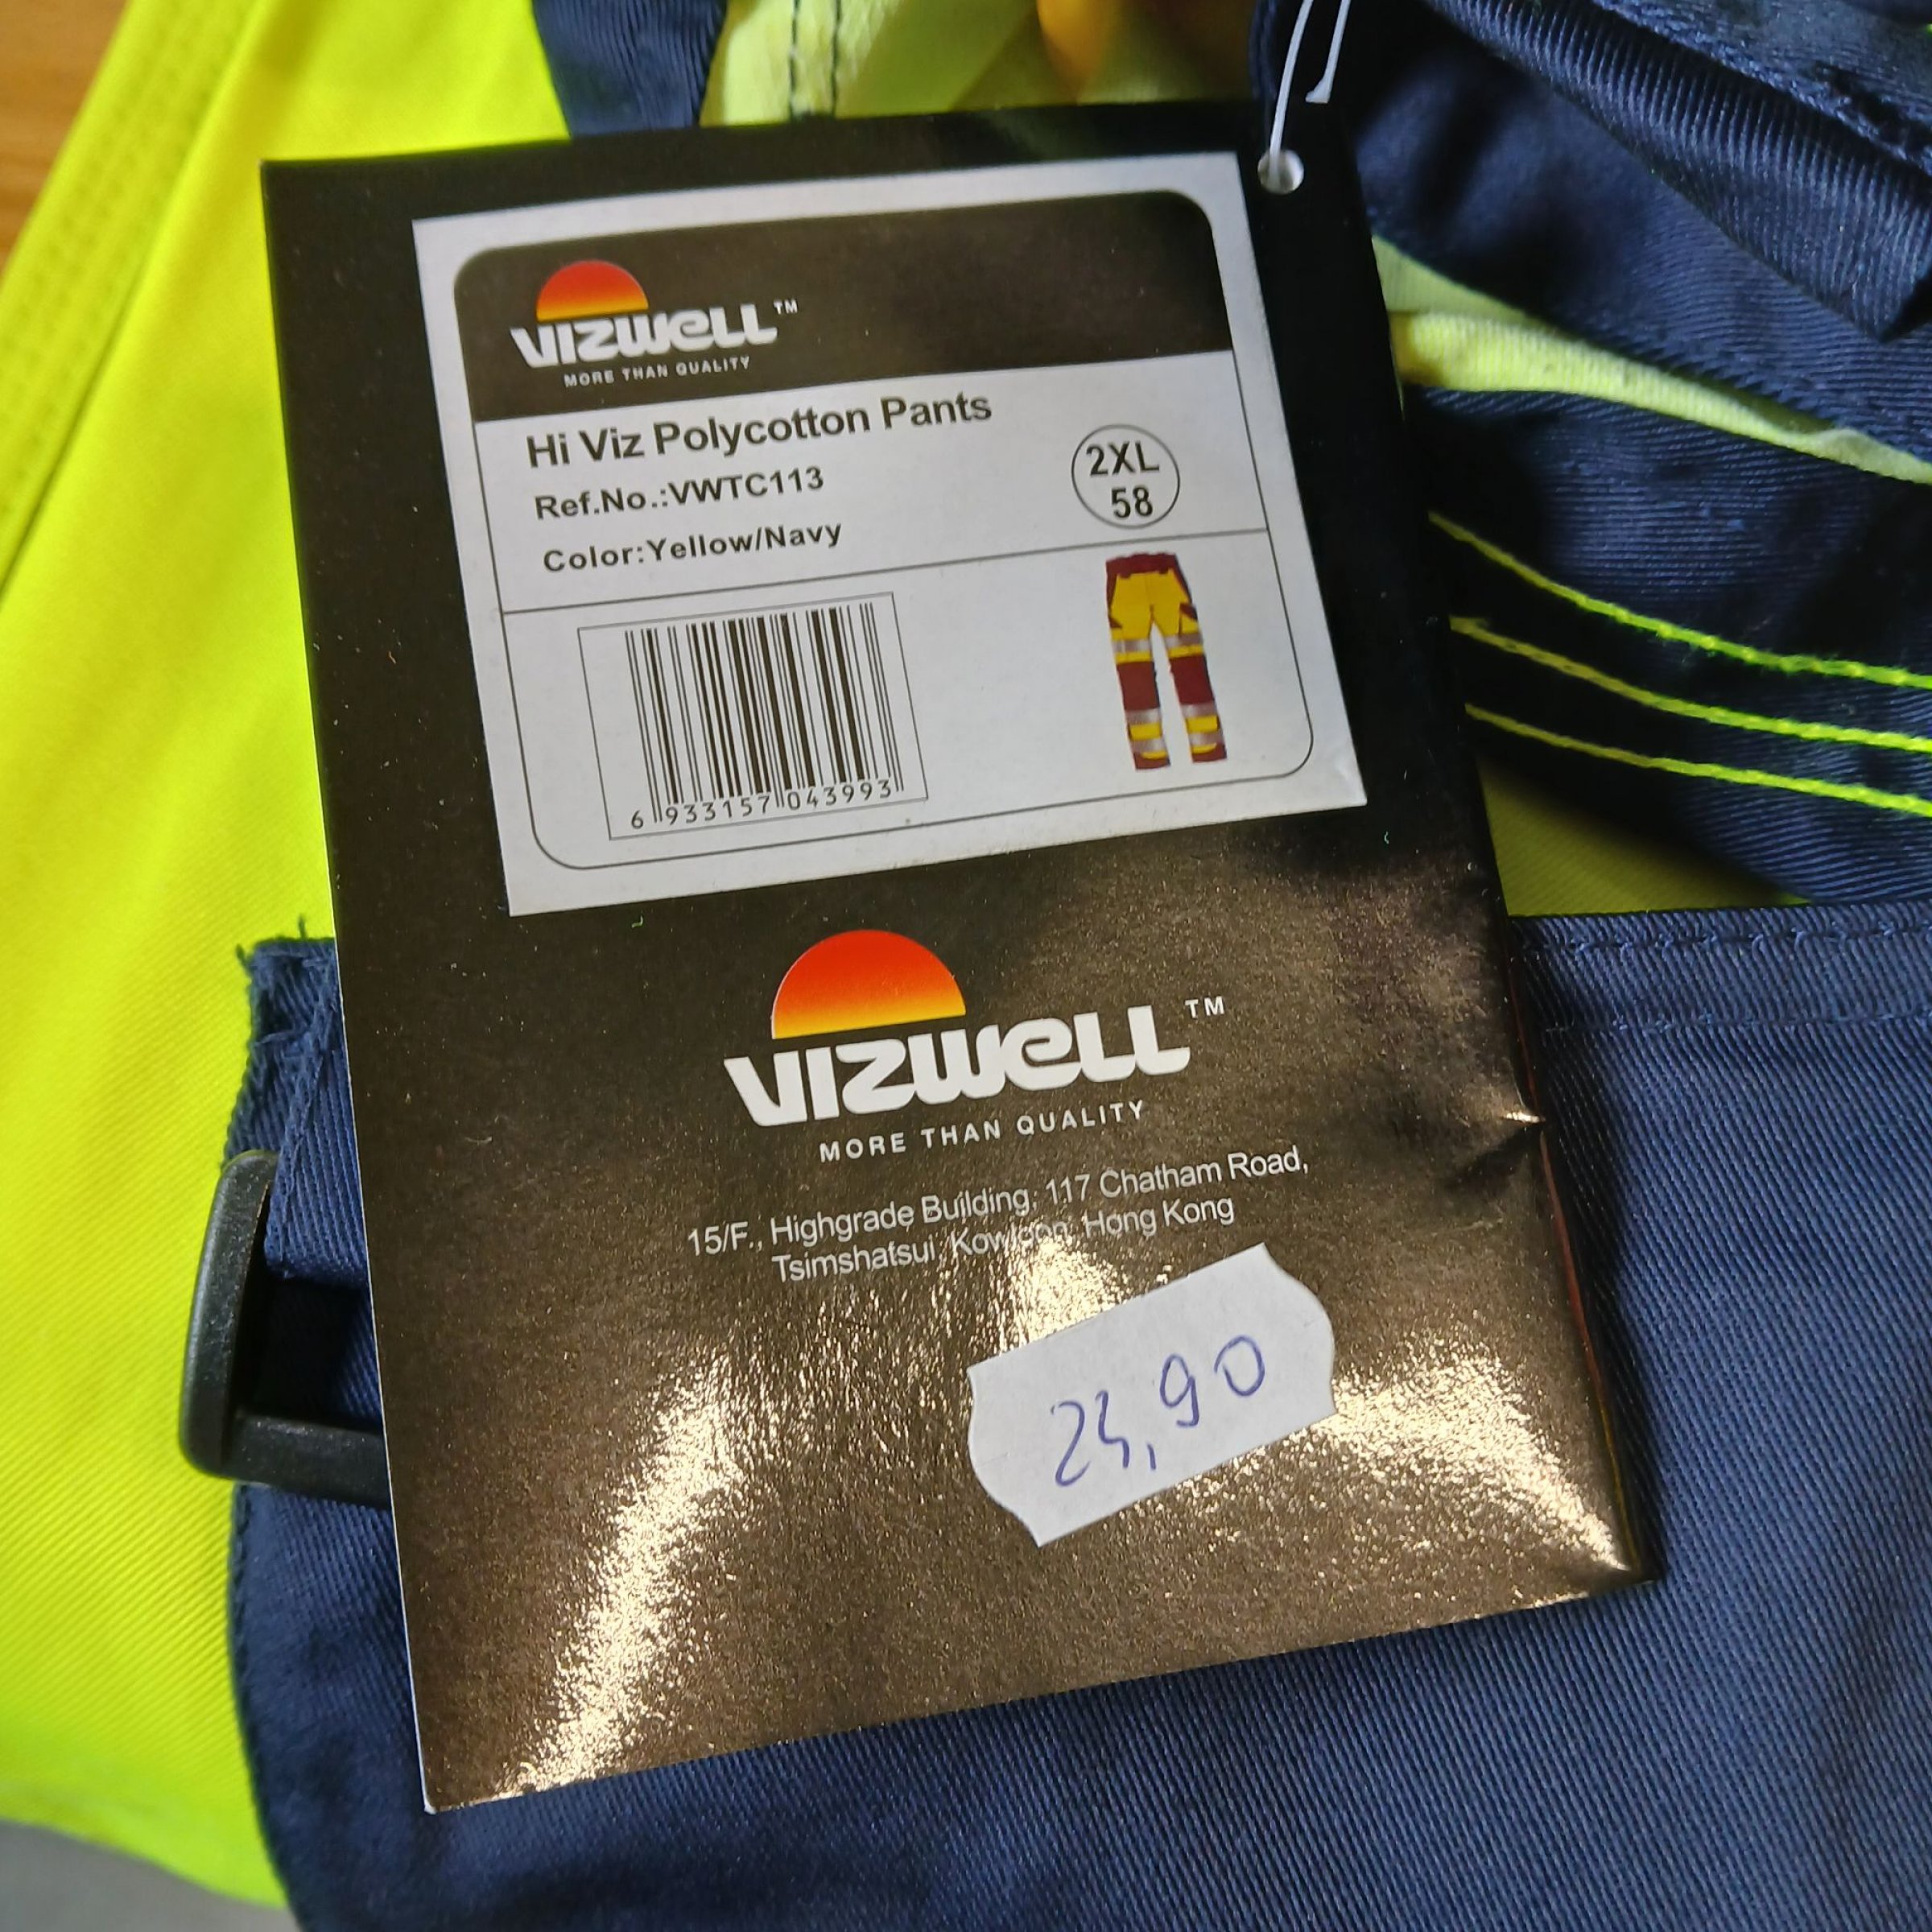 VIZWELL™
MORE THAN QUALITY
Hi Viz Polycotton Pants
Ref.No.:VWTC113
Color:Yellow/Navy
2XL
58
6 933157 043993
VIZWELL™
MORE THAN QUALITY
15/F., Highgrade Building, 117 Chatham Road,
Tsimshatsui, Kowloon, Hong Kong
24,90